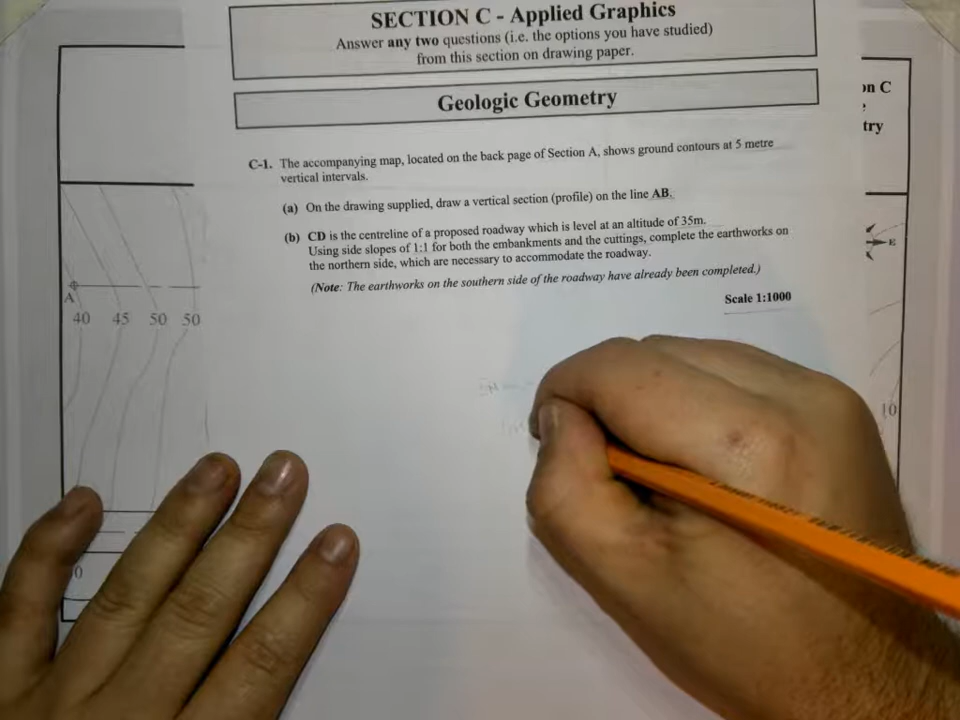 SECTION C - Applied Graphics
Answer any two questions (i.e. the options you have studied)
from this section on drawing paper.
Geologic Geometry
C-1. The accompanying map, located on the back page of Section A, shows ground contours at 5 metre
vertical intervals.
(a) On the drawing supplied, draw a vertical section (profile) on the line AB.
(b) CD is the centreline of a proposed roadway which is level at an altitude of 35m.
Using side slopes of 1:1 for both the embankments and the cuttings, complete the earthworks on
the northern side, which are necessary to accommodate the roadway.
(Note: The earthworks on the southern side of the roadway have already been completed.)
Scale 1:1000
A
40 45 50 50
0
on C
try
E
10